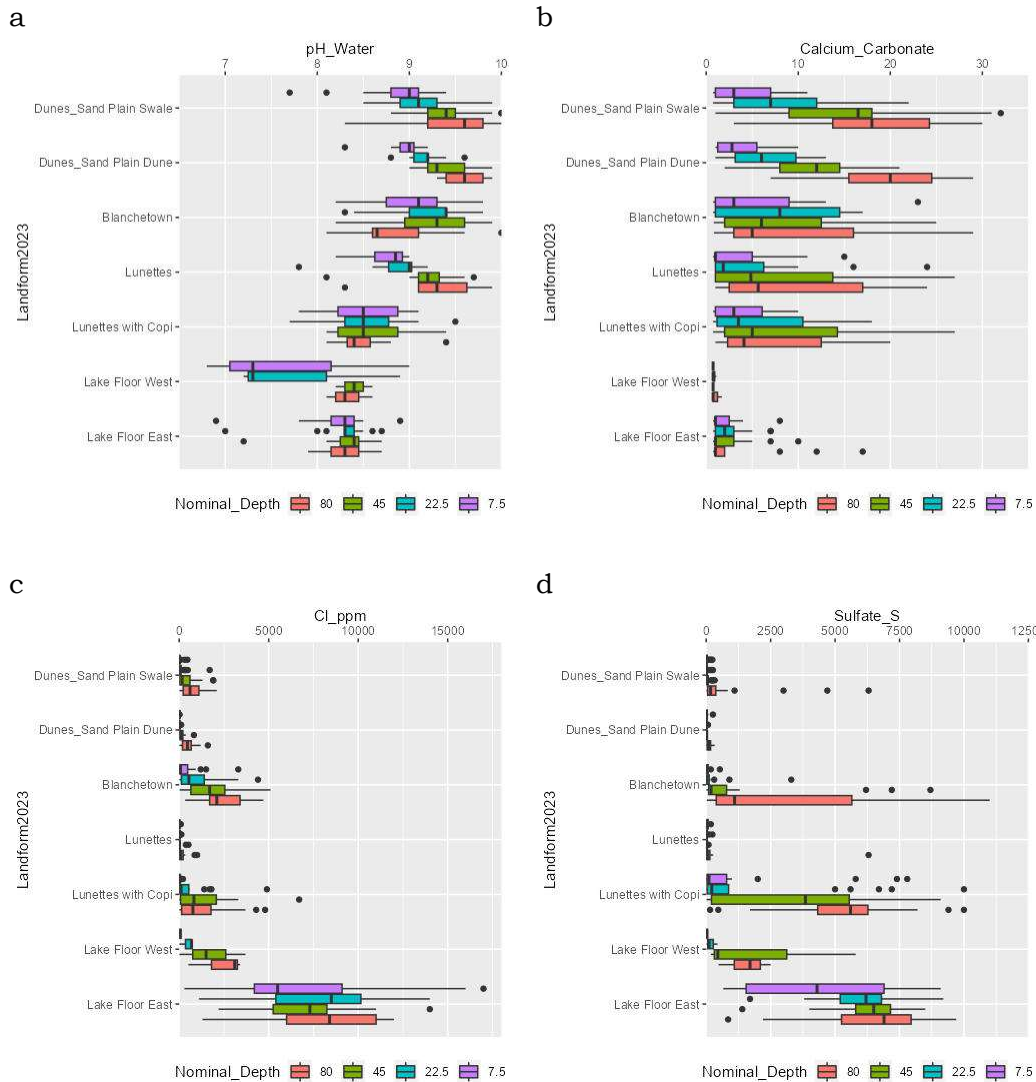 a
pH_Water
7 8 9 10
Dunes_Sand Plain Swale
Dunes_Sand Plain Dune
Blanchetown
Lunettes
Lunettes with Copi
Lake Floor West
Lake Floor East
Landform2023
Nominal_Depth 80 45 22.5 7.5
b
Calcium_Carbonate
0 10 20 30
Dunes_Sand Plain Swale
Dunes_Sand Plain Dune
Blanchetown
Lunettes
Lunettes with Copi
Lake Floor West
Lake Floor East
Landform2023
Nominal_Depth 80 45 22.5 7.5
c
Cl_ppm
0 5000 10000 15000
Dunes_Sand Plain Swale
Dunes_Sand Plain Dune
Blanchetown
Lunettes
Lunettes with Copi
Lake Floor West
Lake Floor East
Landform2023
Nominal_Depth 80 45 22.5 7.5
d
Sulfate_S
0 2500 5000 7500 10000 1250
Dunes_Sand Plain Swale
Dunes_Sand Plain Dune
Blanchetown
Lunettes
Lunettes with Copi
Lake Floor West
Lake Floor East
Landform2023
Nominal_Depth 80 45 22.5 7.5